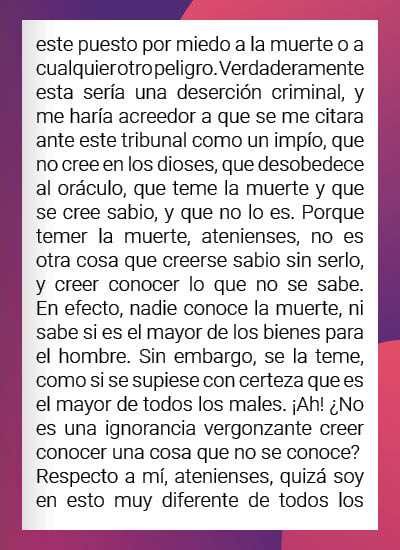 este puesto por miedo a la muerte o a
cualquier otro peligro. Verdaderamente
esta sería una deserción criminal, y
me haría acreedor a que se me citara
ante este tribunal como un impío, que
no cree en los dioses, que desobedece
al oráculo, que teme la muerte y que
se cree sabio, y que no lo es. Porque
temer la muerte, atenienses, no es
otra cosa que creerse sabio sin serlo,
y creer conocer lo que no se sabe.
En efecto, nadie conoce la muerte, ni
sabe si es el mayor de los bienes para
el hombre. Sin embargo, se la teme,
como si se supiese con certeza que es
el mayor de todos los males. ¡Ah! ¿No
es una ignorancia vergonzante creer
conocer una cosa que no se conoce?
Respecto a mí, atenienses, quizá soy
en esto muy diferente de todos los